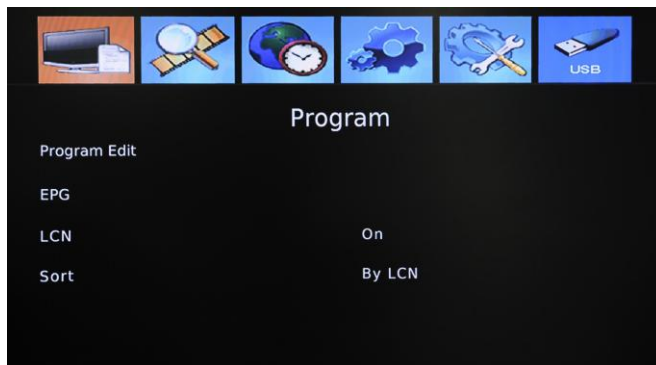 USB
Program
Program Edit
EPG
LCN On
Sort By LCN